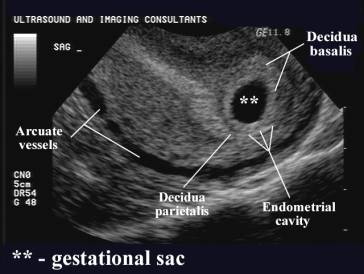 ULTRASOUND AND IMAGING CONSULTANTS
GE11.8
SAG _
Decidua
basalis
**
Arcuate
vessels
CN0
5cm
DR54
G 48
Decidua
parietalis
Endometrial
cavity
** - gestational sac